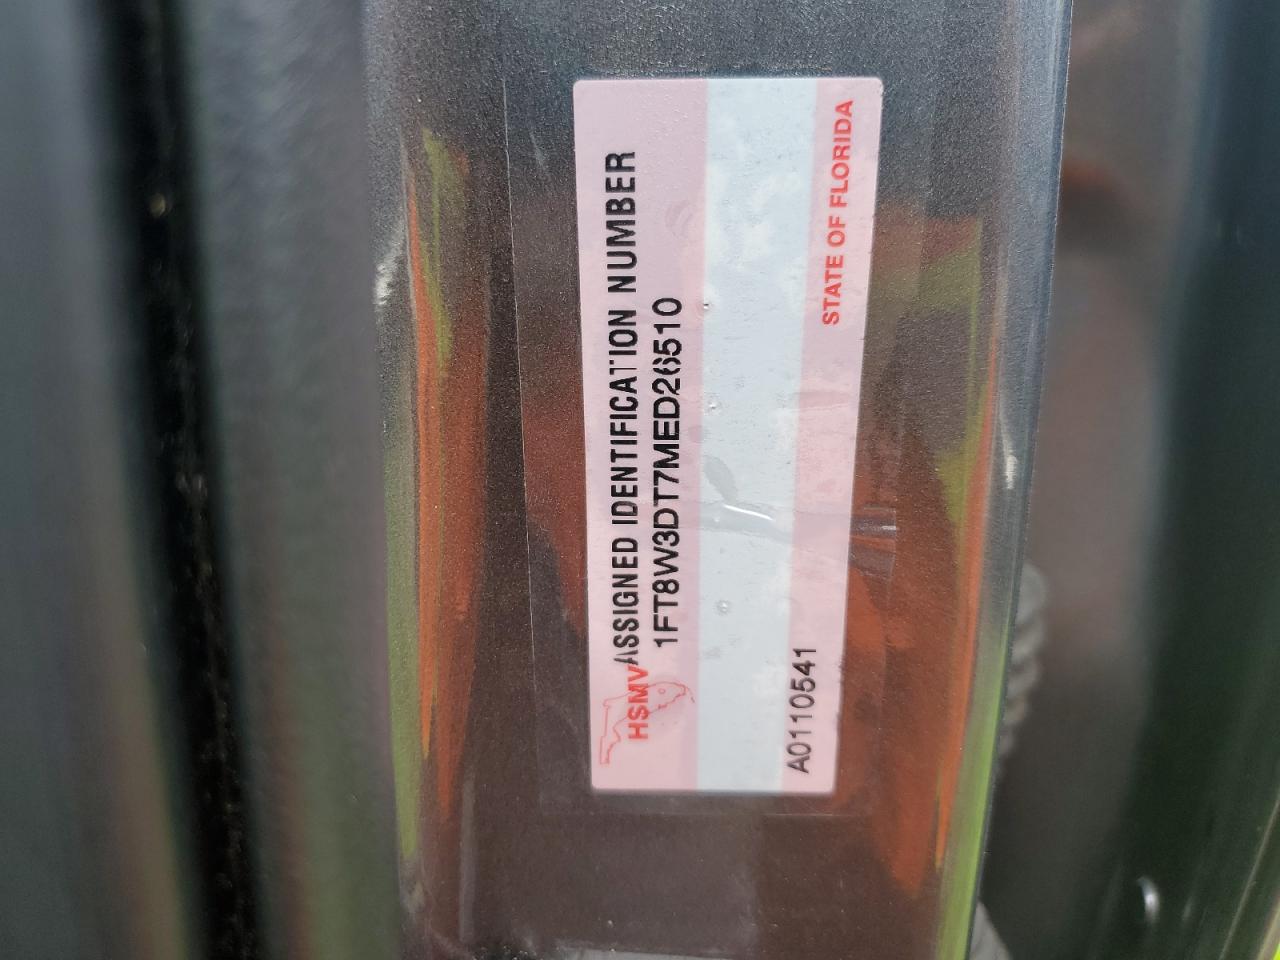 ASSIGNED IDENTIFICATION NUMBER
HSMV
1FT8W3DT7MED26510
A0110541
STATE OF FLORIDA